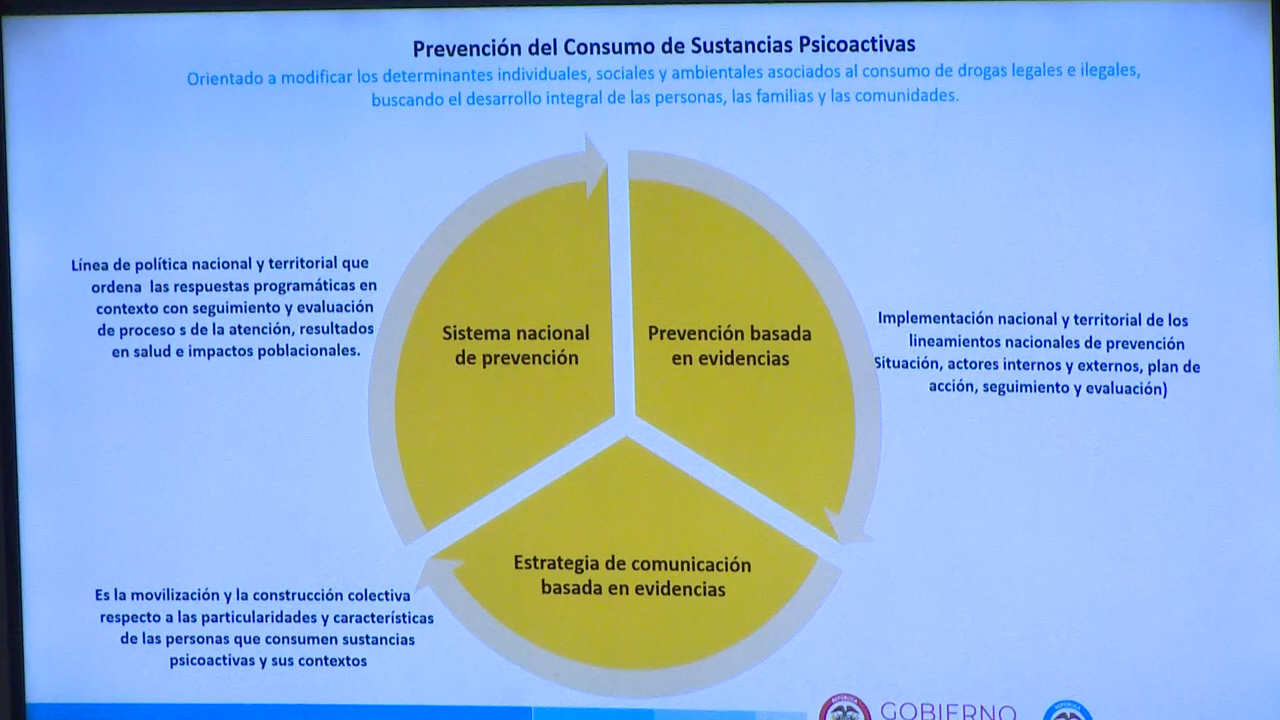 Prevención del Consumo de Sustancias Psicoactivas
Orientado a modificar los determinantes individuales, sociales y ambientales asociados al consumo de drogas legales e ilegales,
buscando el desarrollo integral de las personas, las familias y las comunidades.
Línea de política nacional y territorial que
ordena las respuestas programáticas en
contexto con seguimiento y evaluación
de proceso s de la atención, resultados
en salud e impactos poblacionales.
Sistema nacional
de prevención
Prevención basada
en evidencias
Implementación nacional y territorial de los
lineamientos nacionales de prevención
Situación, actores internos y externos, plan de
acción, seguimiento y evaluación)
Estrategia de comunicación
basada en evidencias
Es la movilización y la construcción colectiva
respecto a las particularidades y características
de las personas que consumen sustancias
psicoactivas y sus contextos
GOBIERNO